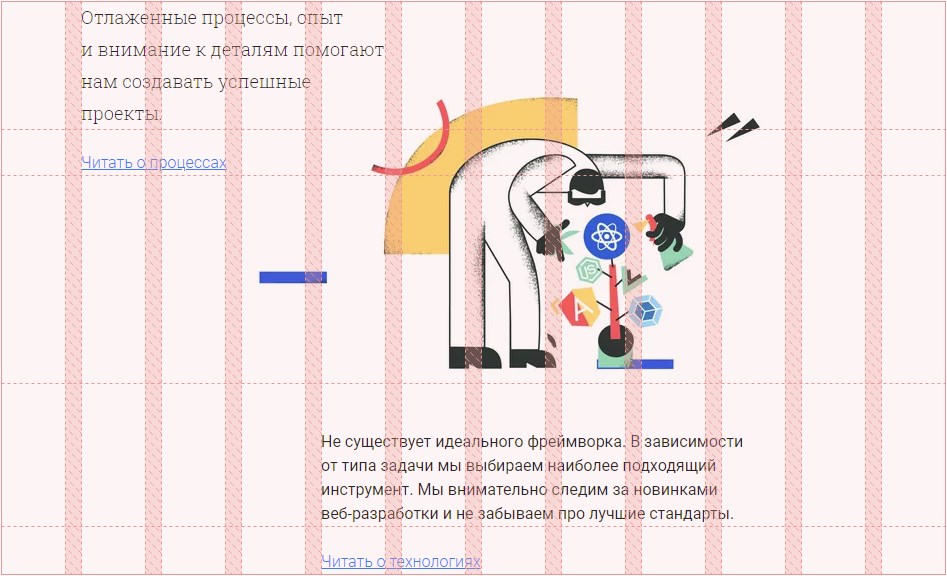 Отлаженные процессы, опыт
и внимание к деталям помогают
нам создавать успешные
проекты.
Читать о процессах
JS
A
Не существует идеального фреймворка. В зависимости
от типа задачи мы выбираем наиболее подходящий
инструмент. Мы внимательно следим за новинками
веб-разработки и не забываем про лучшие стандарты.
Читать о технологиях